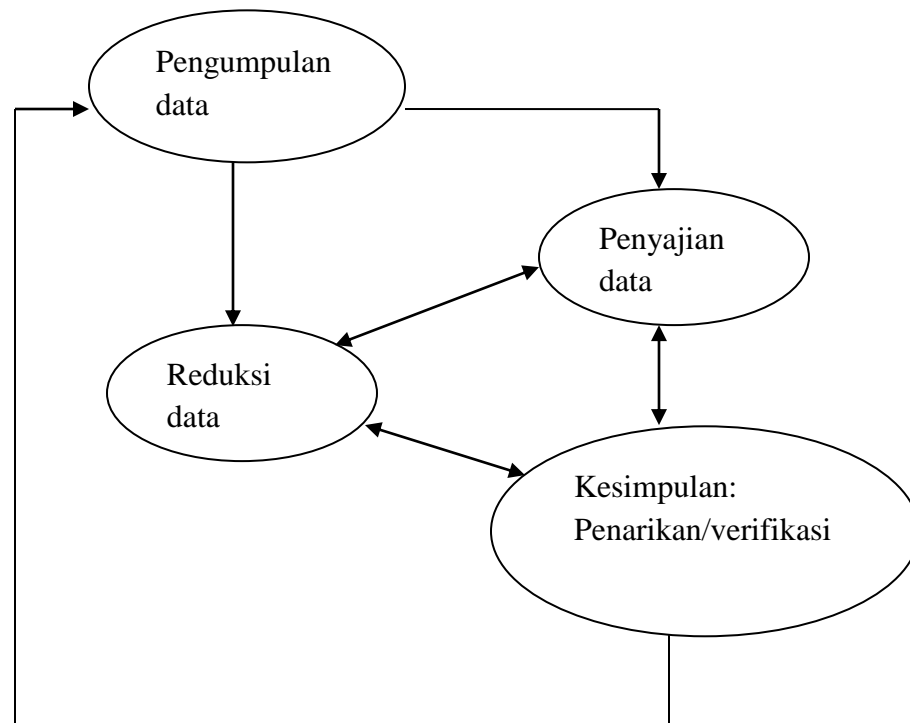 Pengumpulan
data
Penyajian
data
Reduksi
data
Kesimpulan:
Penarikan/verifikasi